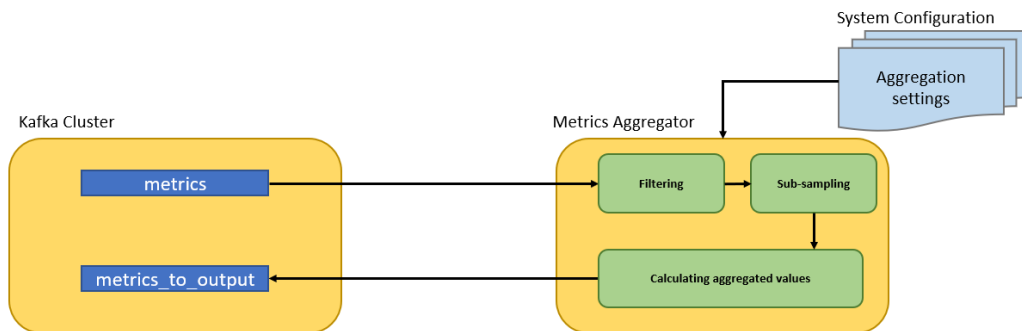 System Configuration
Aggregation
settings
Kafka Cluster
Metrics Aggregator
metrics
Filtering
Sub-sampling
metrics_to_output
Calculating aggregated values